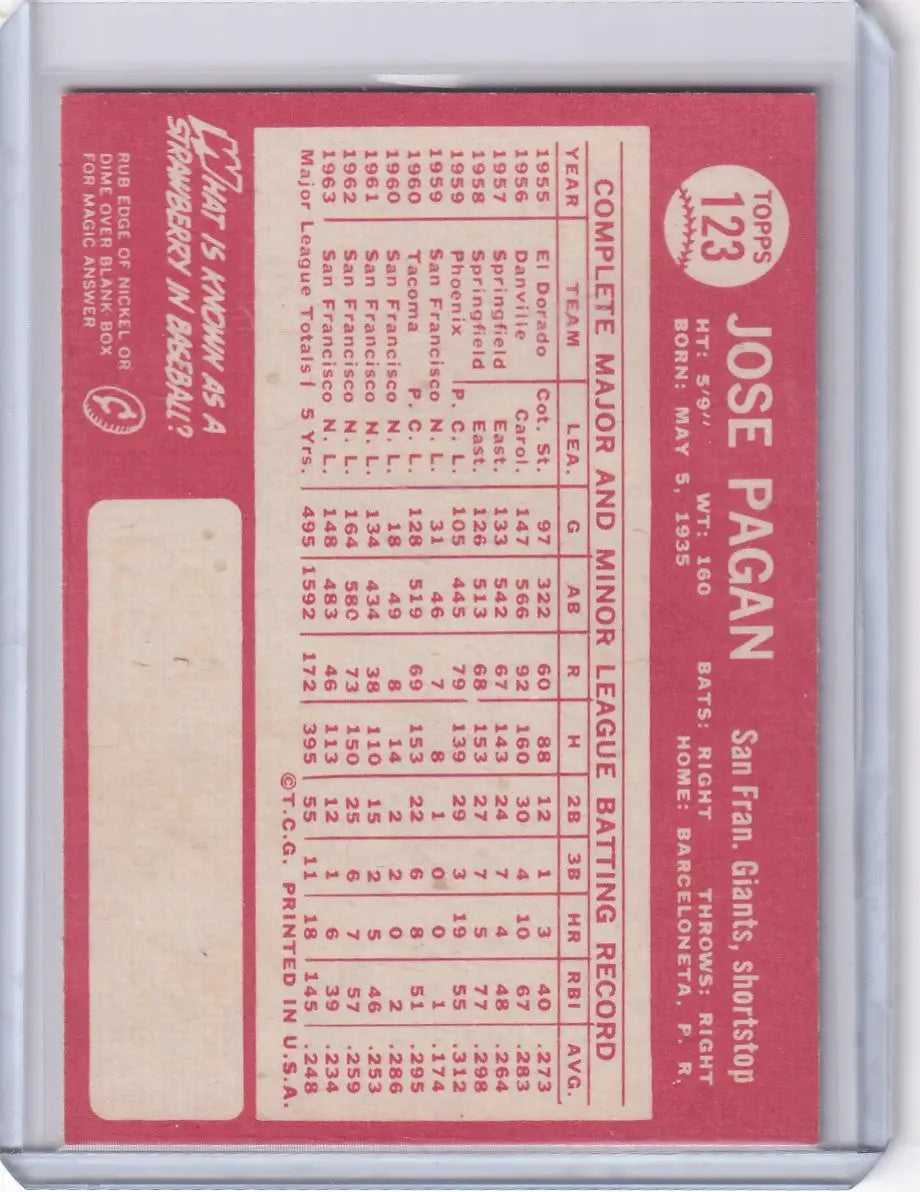 TOPPS
123
JOSE PAGAN San Fran. Giants, shortstop
HT: 5'9" WT: 160 BATS: RIGHT THROWS: RIGHT
BORN: MAY 5, 1935 HOME: BARCELONETA, P. R.
COMPLETE MAJOR AND MINOR LEAGUE BATTING RECORD
YEAR TEAM LEA. G AB R H 2B 3B HR RBI AVG.
1955 El Dorado Cot. St. 97 322 60 88 12 1 3 40 .273
1956 Danville Carol 147 566 92 160 30 4 10 67 .283
1957 Springfield East. 133 542 67 143 24 7 4 48 .264
1958 Springfield East. 126 513 68 153 27 7 5 77 .298
1959 Phoenix P. C. L. 105 445 79 139 29 3 19 55 .312
1959 San Francisco N. L. 31 46 7 8 1 0 0 1 .174
1960 Tacoma P. C. L. 128 519 69 153 22 6 8 51 .295
1960 San Francisco N. L. 18 49 8 14 2 2 0 2 .286
1961 San Francisco N. L. 134 434 38 110 15 2 5 46 .253
1962 San Francisco N. L. 164 580 73 150 25 6 7 57 .259
1963 San Francisco N. L. 148 483 46 113 12 1 6 39 .234
Major League Totals 5 Yrs. 495 1592 172 395 55 11 18 145 .248
©T.C.G. PRINTED IN U.S.A.
WHAT IS KNOWN AS A
STRAWBERRY IN BASEBALL?
RUB EDGE OF NICKEL OR
DIME OVER BLANK BOX
FOR MAGIC ANSWER